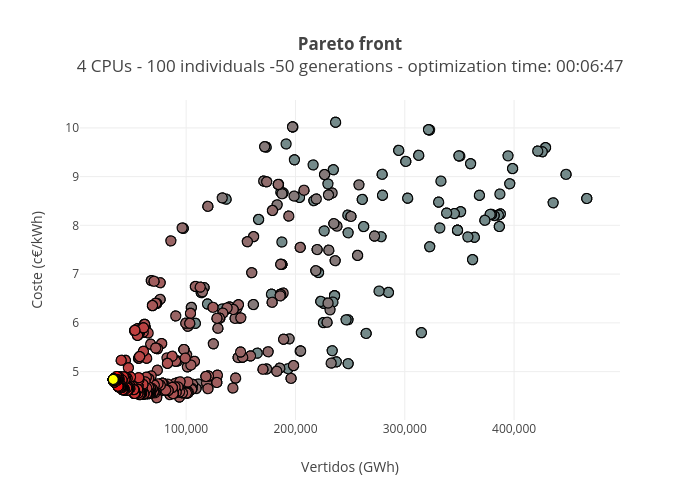 Pareto front
4 CPUs - 100 individuals -50 generations - optimization time: 00:06:47
Coste (c€/kWh)
10
9
8
7
6
5
100,000 200,000 300,000 400,000
Vertidos (GWh)